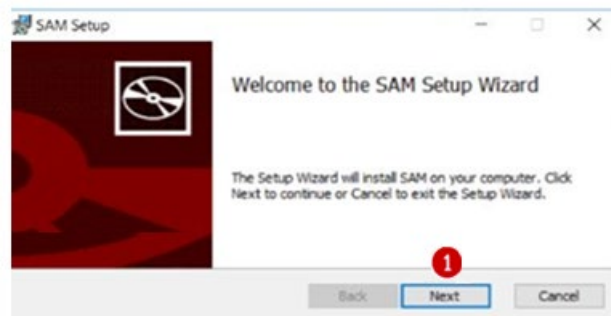 SAM Setup
Welcome to the SAM Setup Wizard
The Setup Wizard will install SAM on your computer. Click
Next to continue or Cancel to exit the Setup Wizard.
1
Back Next Cancel